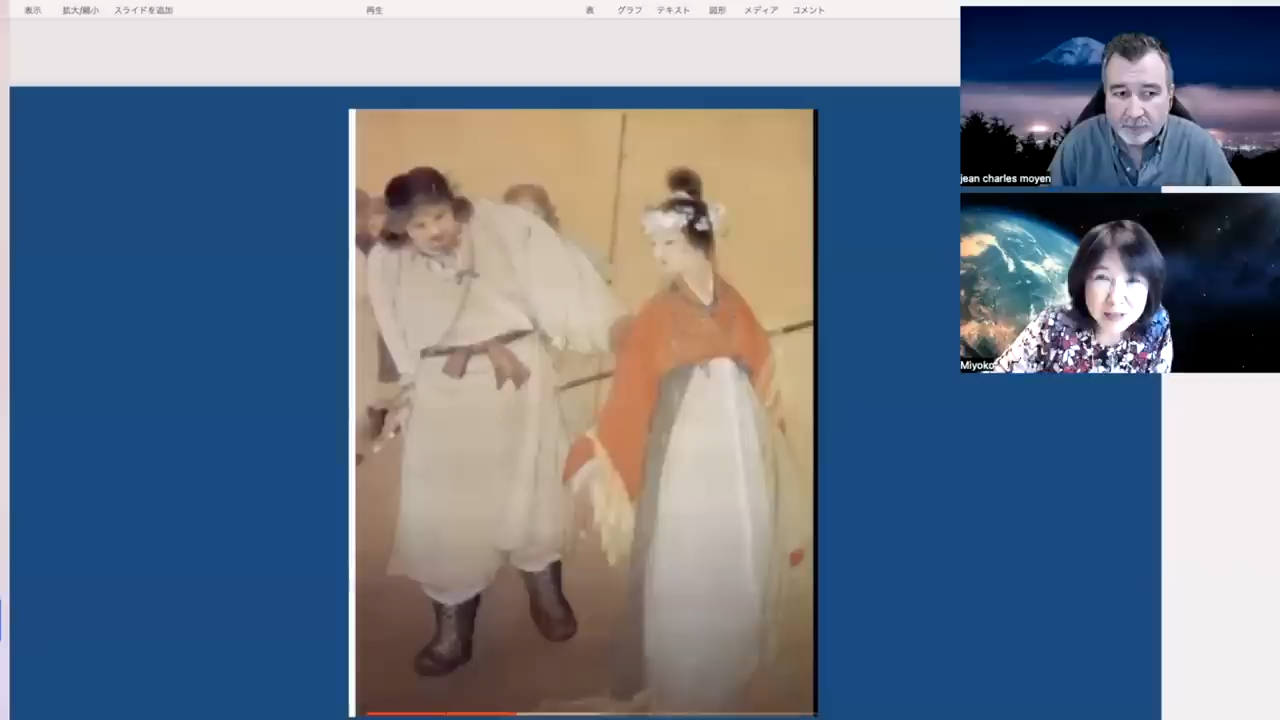 表示 拡大/縮小 スライドを追加 再生 表 グラフ テキスト 図形 メディア コメント
jean charles moyen
Miyoko